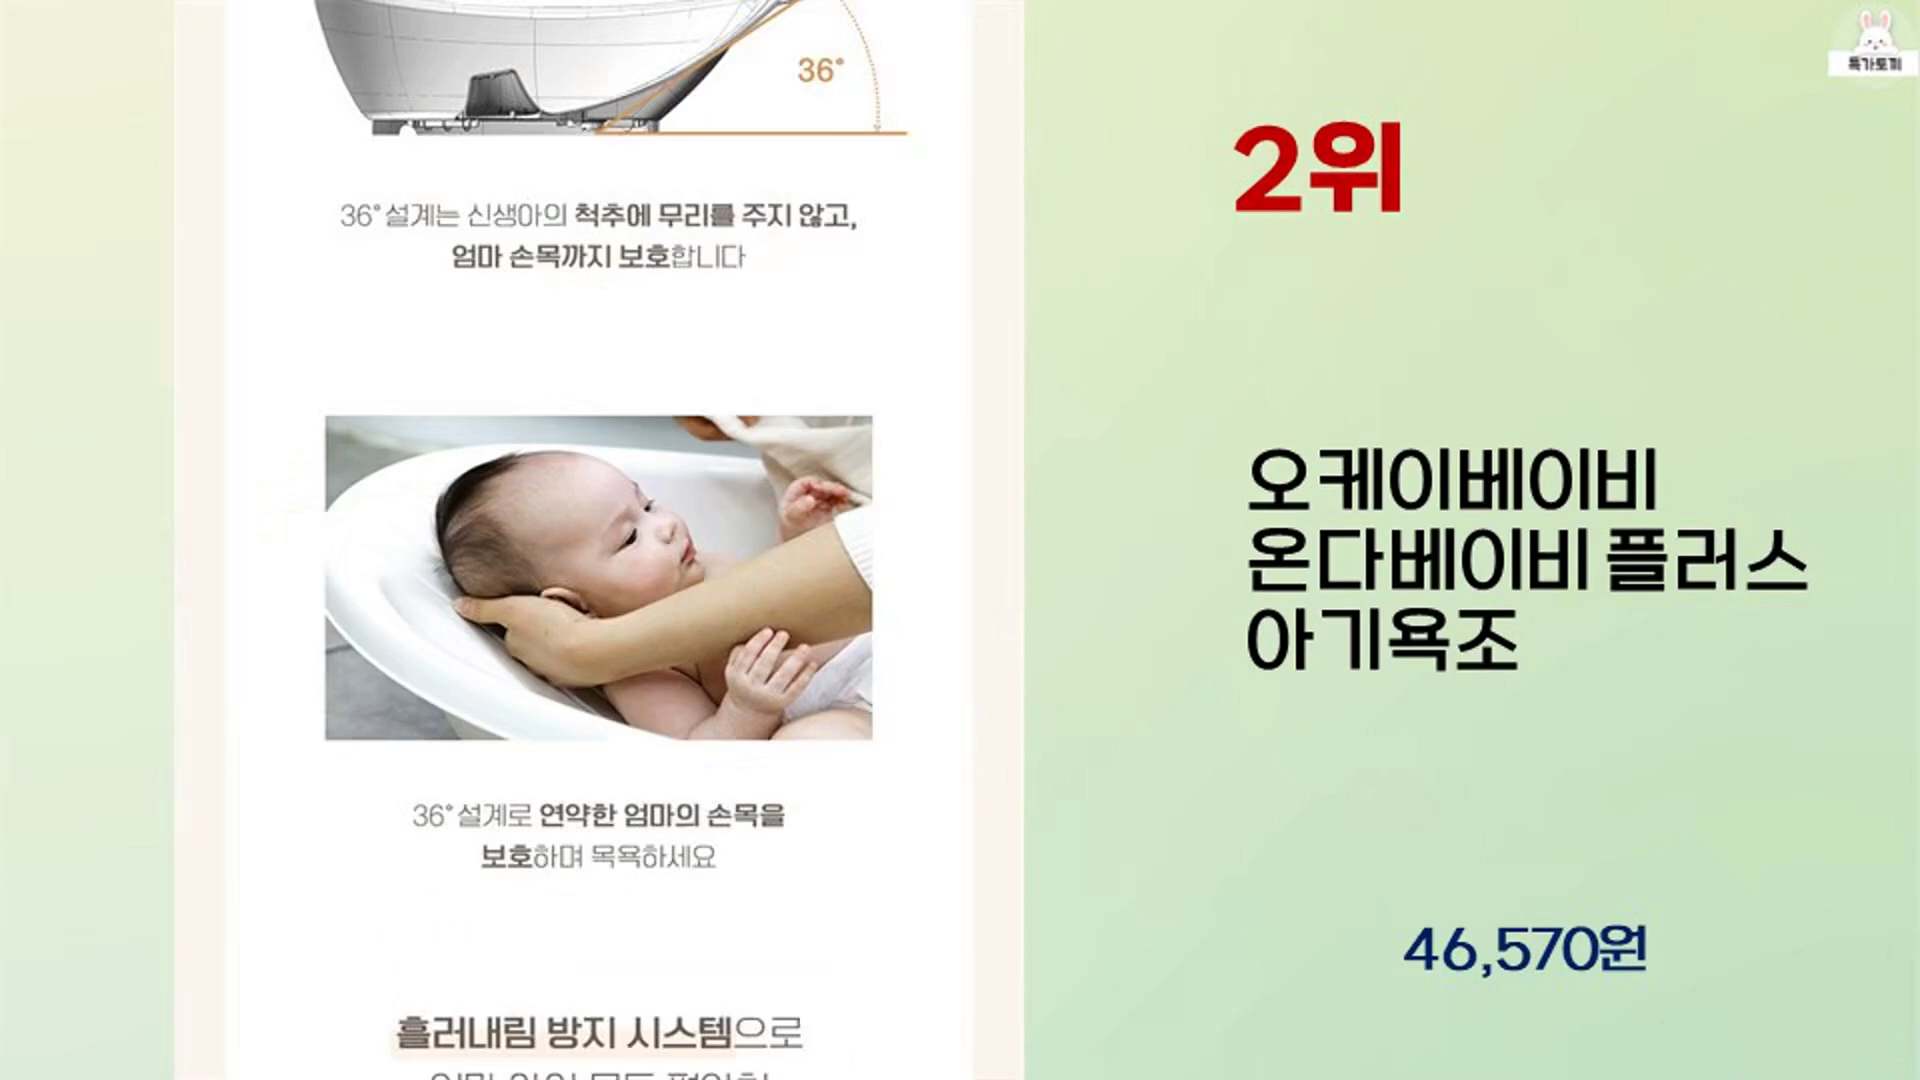 36°
36° 설계는 신생아의 척추에 무리를 주지 않고,
엄마 손목까지 보호합니다
36° 설계로 연약한 엄마의 손목을
보호하며 목욕하세요
흘러내림 방지 시스템으로
특가토끼
2위
오케이베이비
온다베이비 플러스
아기욕조
46,570원